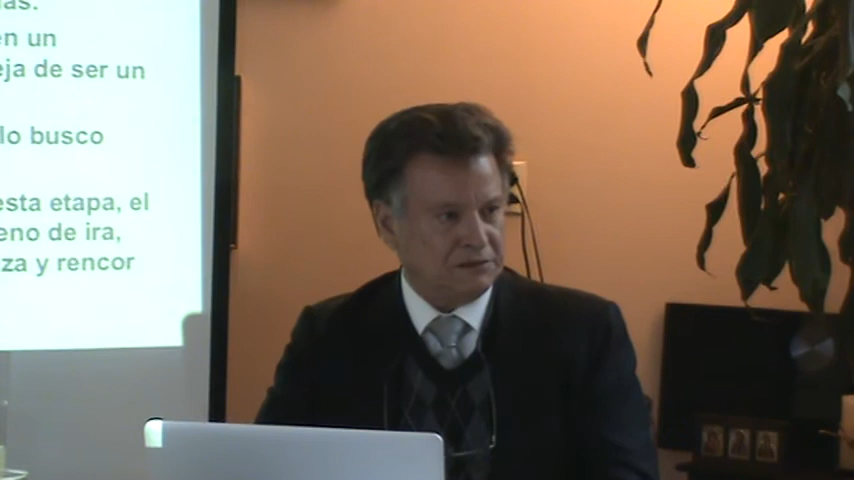 en un
eja de ser un
lo busco
esta etapa, el
eno de ira,
za y rencor